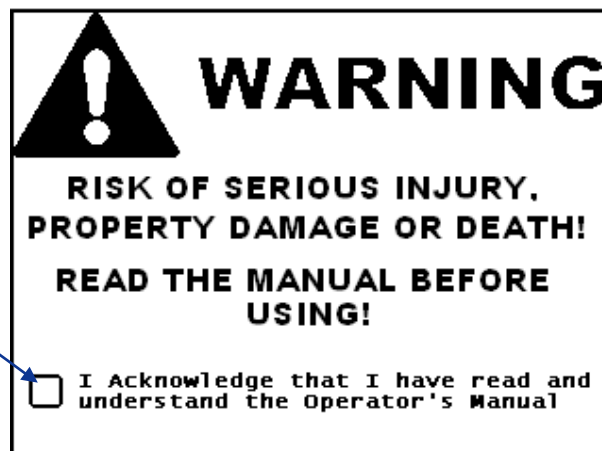 WARNING
RISK OF SERIOUS INJURY,
PROPERTY DAMAGE OR DEATH!
READ THE MANUAL BEFORE
USING!
I Acknowledge that I have read and
understand the Operator's Manual